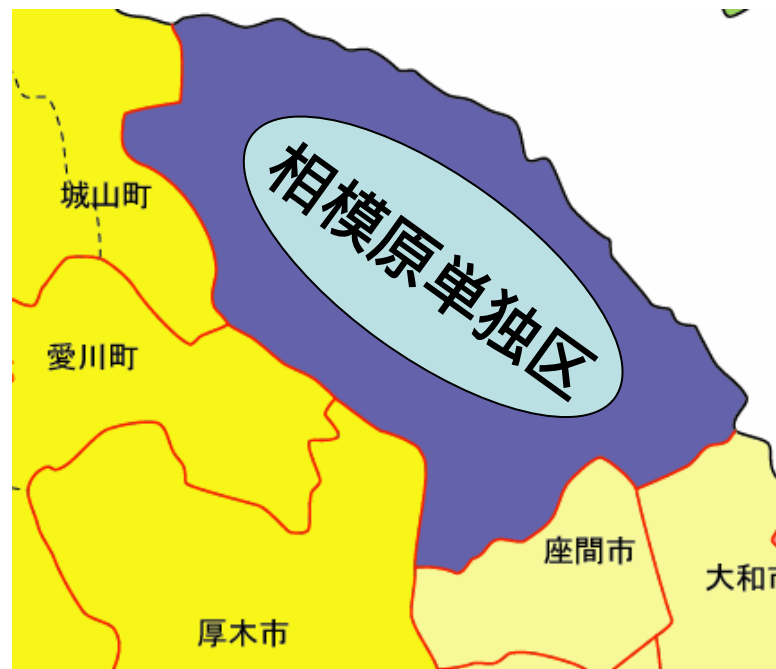 城山町
相模原単独区
愛川町
座間市
大和市
厚木市